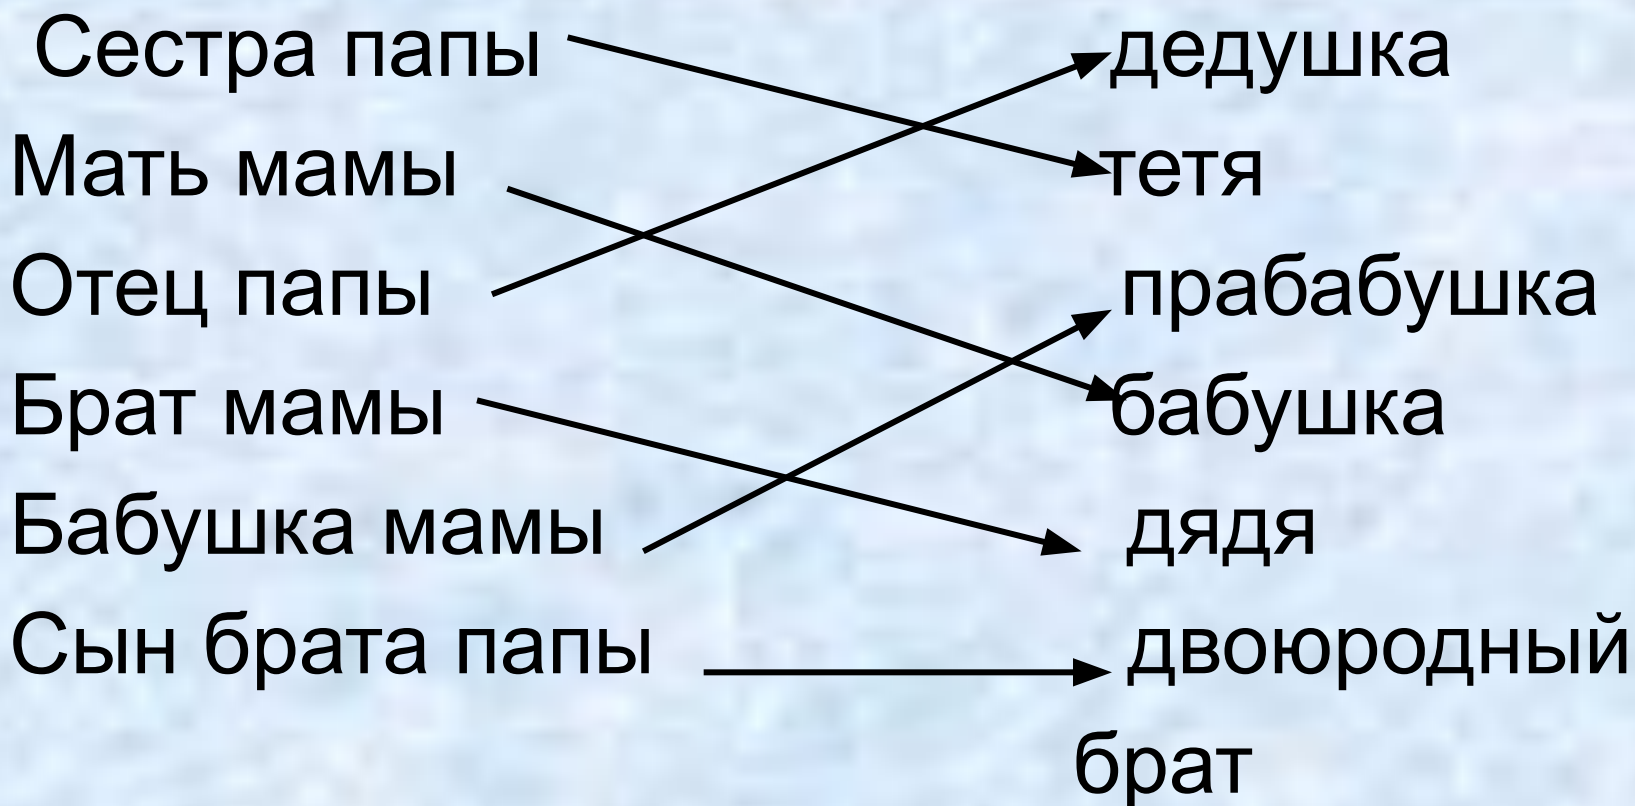 Сестра папы дедушка
Мать мамы тетя
Отец папы прабабушка
Брат мамы бабушка
Бабушка мамы дядя
Сын брата папы двоюродный
брат